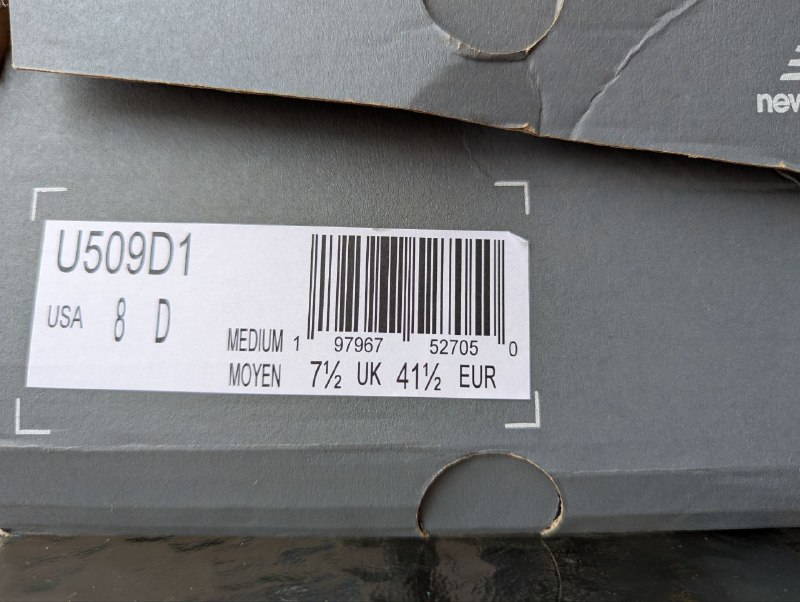 new
U509D1
USA 8 D
MEDIUM 1 97967 52705 0
MOYEN 7½ UK 41½ EUR